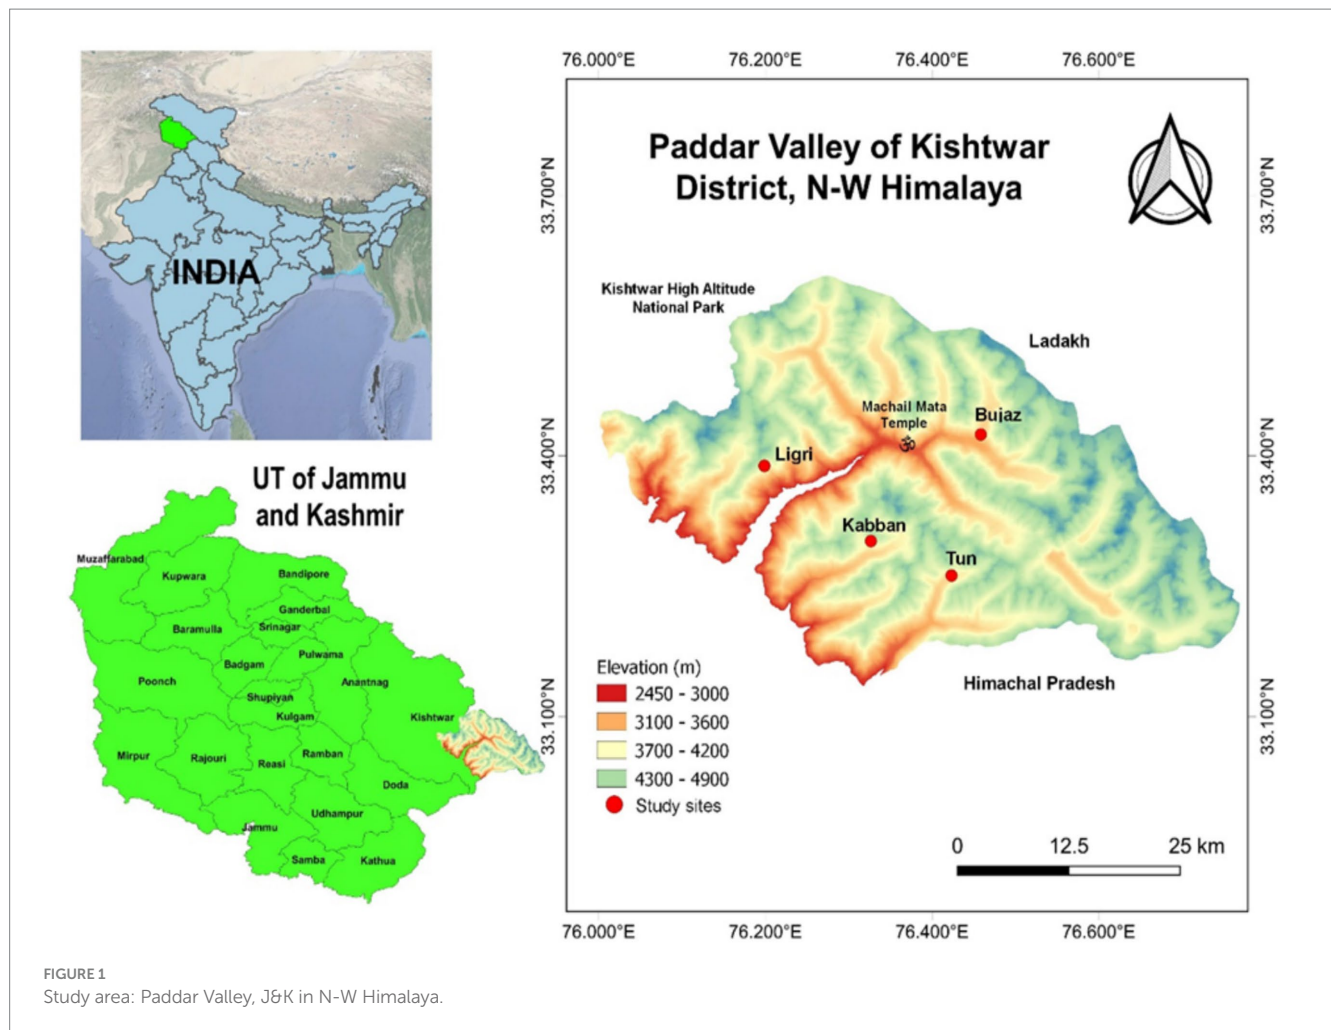 INDIA
UT of Jammu
and Kashmir
Muzaffarabad
Kupwara
Bandipore
Ganderbal
Baramulla
Srinagar
Badgam
Pulwama
Poonch
Anantnag
Shupiyan
Kulgam
Kishtwar
Mirpur
Rajouri
Reasi
Ramban
Doda
Udhampur
Jammu
Samba
Kathua
76.000°E 76.200°E 76.400°E 76.600°E
Paddar Valley of Kishtwar
District, N-W Himalaya
33.700°N
33.700°N
Kishtwar High Altitude
National Park
Ladakh
Machail Mata
Temple
ॐ
Bujaz
Ligri
33.400°N
33.400°N
Kabban
Tun
Himachal Pradesh
33.100°N
33.100°N
Elevation (m)
2450 - 3000
3100 - 3600
3700 - 4200
4300 - 4900
Study sites
0 12.5 25 km
76.000°E 76.200°E 76.400°E 76.600°E
FIGURE 1
Study area: Paddar Valley, J&K in N-W Himalaya.